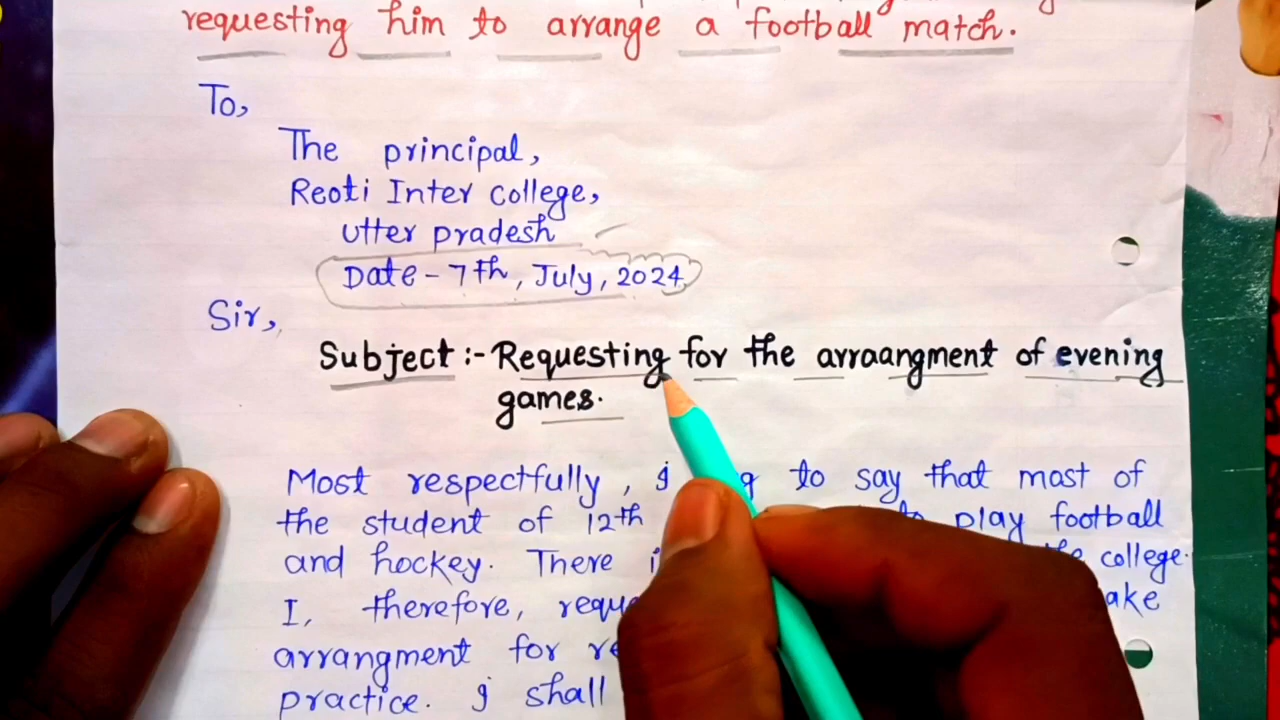 requesting him to arrange a football match.
To,
The principal,
Reoti Inter college,
Utter pradesh
Date - 7th, July, 2024
Sir,
Subject :- Requesting for the arraangment of evening
games.
Most respectfully, I to say that most of
the student of 12th to play football
and hockey. There the college.
I, therefore,
arrangment for
practice. I shall